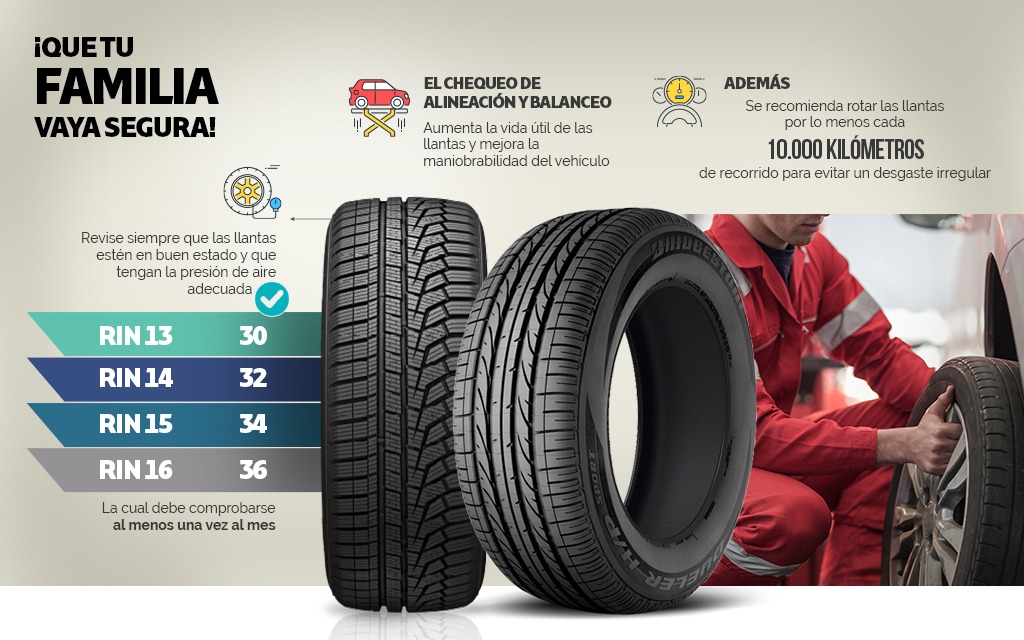 ¡QUE TU
FAMILIA
VAYA SEGURA!
EL CHEQUEO DE
ALINEACIÓN Y BALANCEO
Aumenta la vida útil de las
llantas y mejora la
maniobrabilidad del vehículo
ADEMÁS
Se recomienda rotar las llantas
por lo menos cada
10.000 KILÓMETROS
de recorrido para evitar un desgaste irregular
Revise siempre que las llantas
estén en buen estado y que
tengan la presión de aire
adecuada
RIN 13 30
RIN 14 32
RIN 15 34
RIN 16 36
La cual debe comprobarse
al menos una vez al mes
BRIDGESTONE